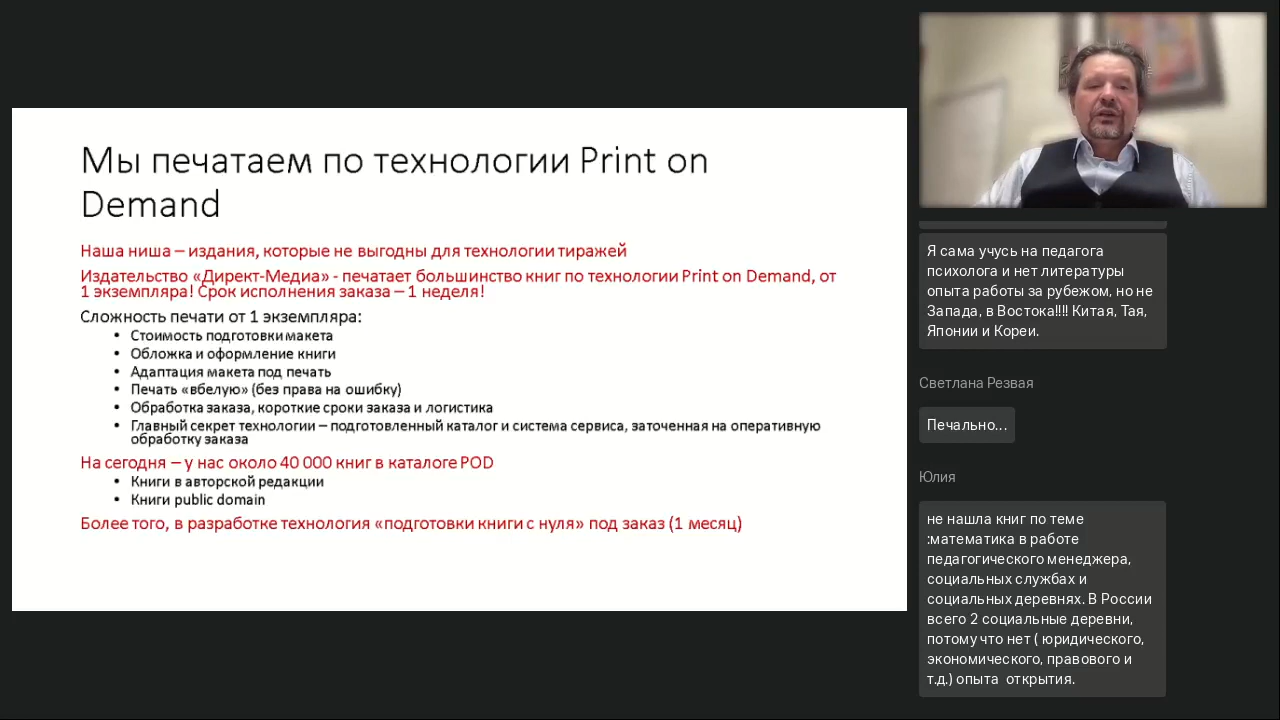 Мы печатаем по технологии Print on
Demand
Наша ниша – издания, которые не выгодны для технологии тиражей
Издательство «Директ-Медиа» - печатает большинство книг по технологии Print on Demand, от
1 экземпляра! Срок исполнения заказа – 1 неделя!
Сложность печати от 1 экземпляра:
• Стоимость подготовки макета
• Обложка и оформление книги
• Адаптация макета под печать
• Печать «вбелую» (без права на ошибку)
• Обработка заказа, короткие сроки заказа и логистика
• Главный секрет технологии – подготовленный каталог и система сервиса, заточенная на оперативную
обработку заказа
На сегодня – у нас около 40 000 книг в каталоге POD
• Книги в авторской редакции
• Книги public domain
Более того, в разработке технология «подготовки книги с нуля» под заказ (1 месяц)
Я сама учусь на педагога
психолога и нет литературы
опыта работы за рубежом, но не
Запада, в Востока!!!! Китая, Тая,
Японии и Кореи.
Светлана Резвая
Печально...
Юлия
не нашла книг по теме
:математика в работе
педагогического менеджера,
социальных службах и
социальных деревнях. В России
всего 2 социальные деревни,
потому что нет ( юридического,
экономического, правового и
т.д.) опыта открытия.